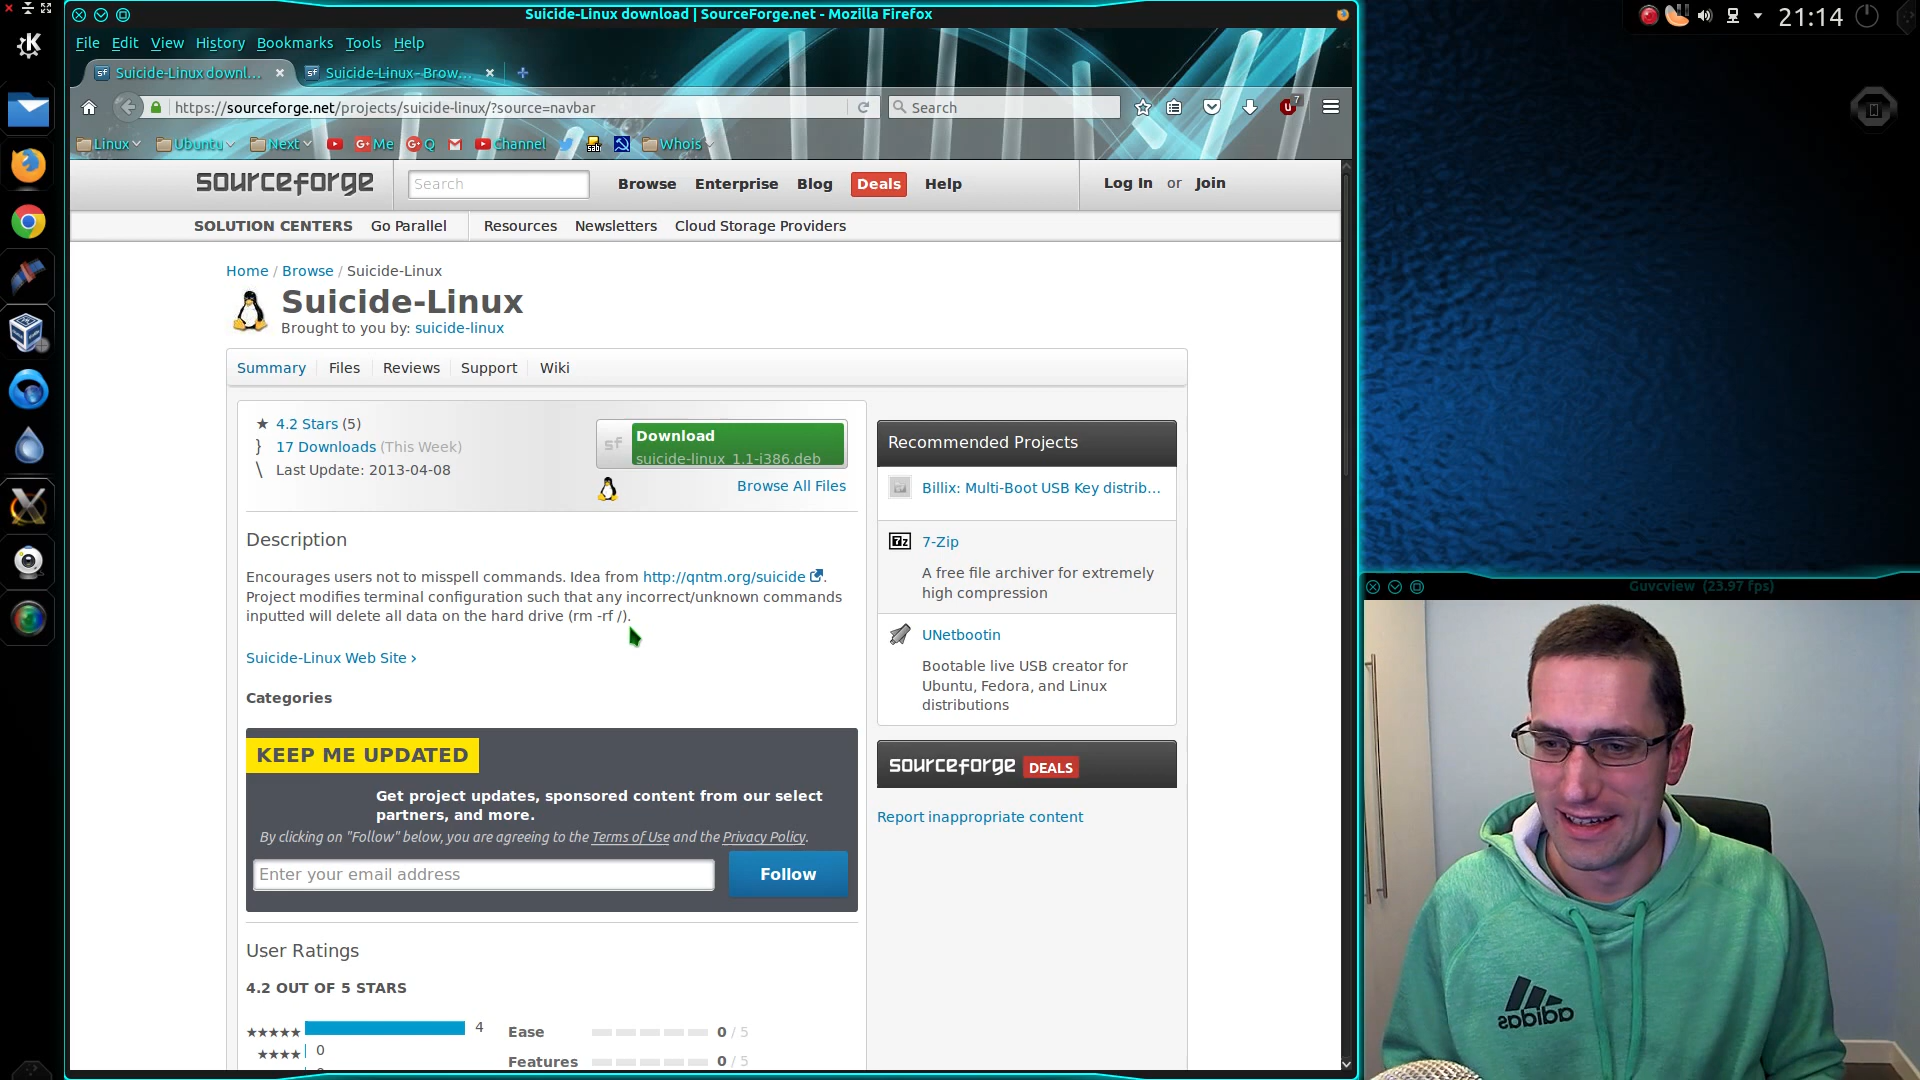 Suicide-Linux download | SourceForge.net - Mozilla Firefox
21:14
File Edit View History Bookmarks Tools Help
sf Suicide-Linux downl...
sf Suicide-Linux - Brow...
https://sourceforge.net/projects/suicide-linux/?source=navbar
Search
7
Linux
Ubuntu
Next
Me
Q
Channel
Whois
sourceforge
Search
Browse Enterprise Blog Deals Help
Log In or Join
SOLUTION CENTERS Go Parallel Resources Newsletters Cloud Storage Providers
Home / Browse / Suicide-Linux
Suicide-Linux
Brought to you by: suicide-linux
Summary Files Reviews Support Wiki
★ 4.2 Stars (5)
} 17 Downloads (This Week)
\ Last Update: 2013-04-08
sf Download
suicide-linux_1.1-i386.deb
Browse All Files
Description
Encourages users not to misspell commands. Idea from http://qntm.org/suicide .
Project modifies terminal configuration such that any incorrect/unknown commands
inputted will delete all data on the hard drive (rm -rf /).
Suicide-Linux Web Site ›
Categories
KEEP ME UPDATED
Get project updates, sponsored content from our select
partners, and more.
By clicking on "Follow" below, you are agreeing to the Terms of Use and the Privacy Policy.
Enter your email address
Follow
User Ratings
4.2 OUT OF 5 STARS
★★★★★ 4
★★★★ 0
Ease 0 / 5
Features 0 / 5
Recommended Projects
Billix: Multi-Boot USB Key distrib...
7z 7-Zip
A free file archiver for extremely
high compression
UNetbootin
Bootable live USB creator for
Ubuntu, Fedora, and Linux
distributions
sourceforge DEALS
Report inappropriate content
Guvcview (23.97 fps)
adidas